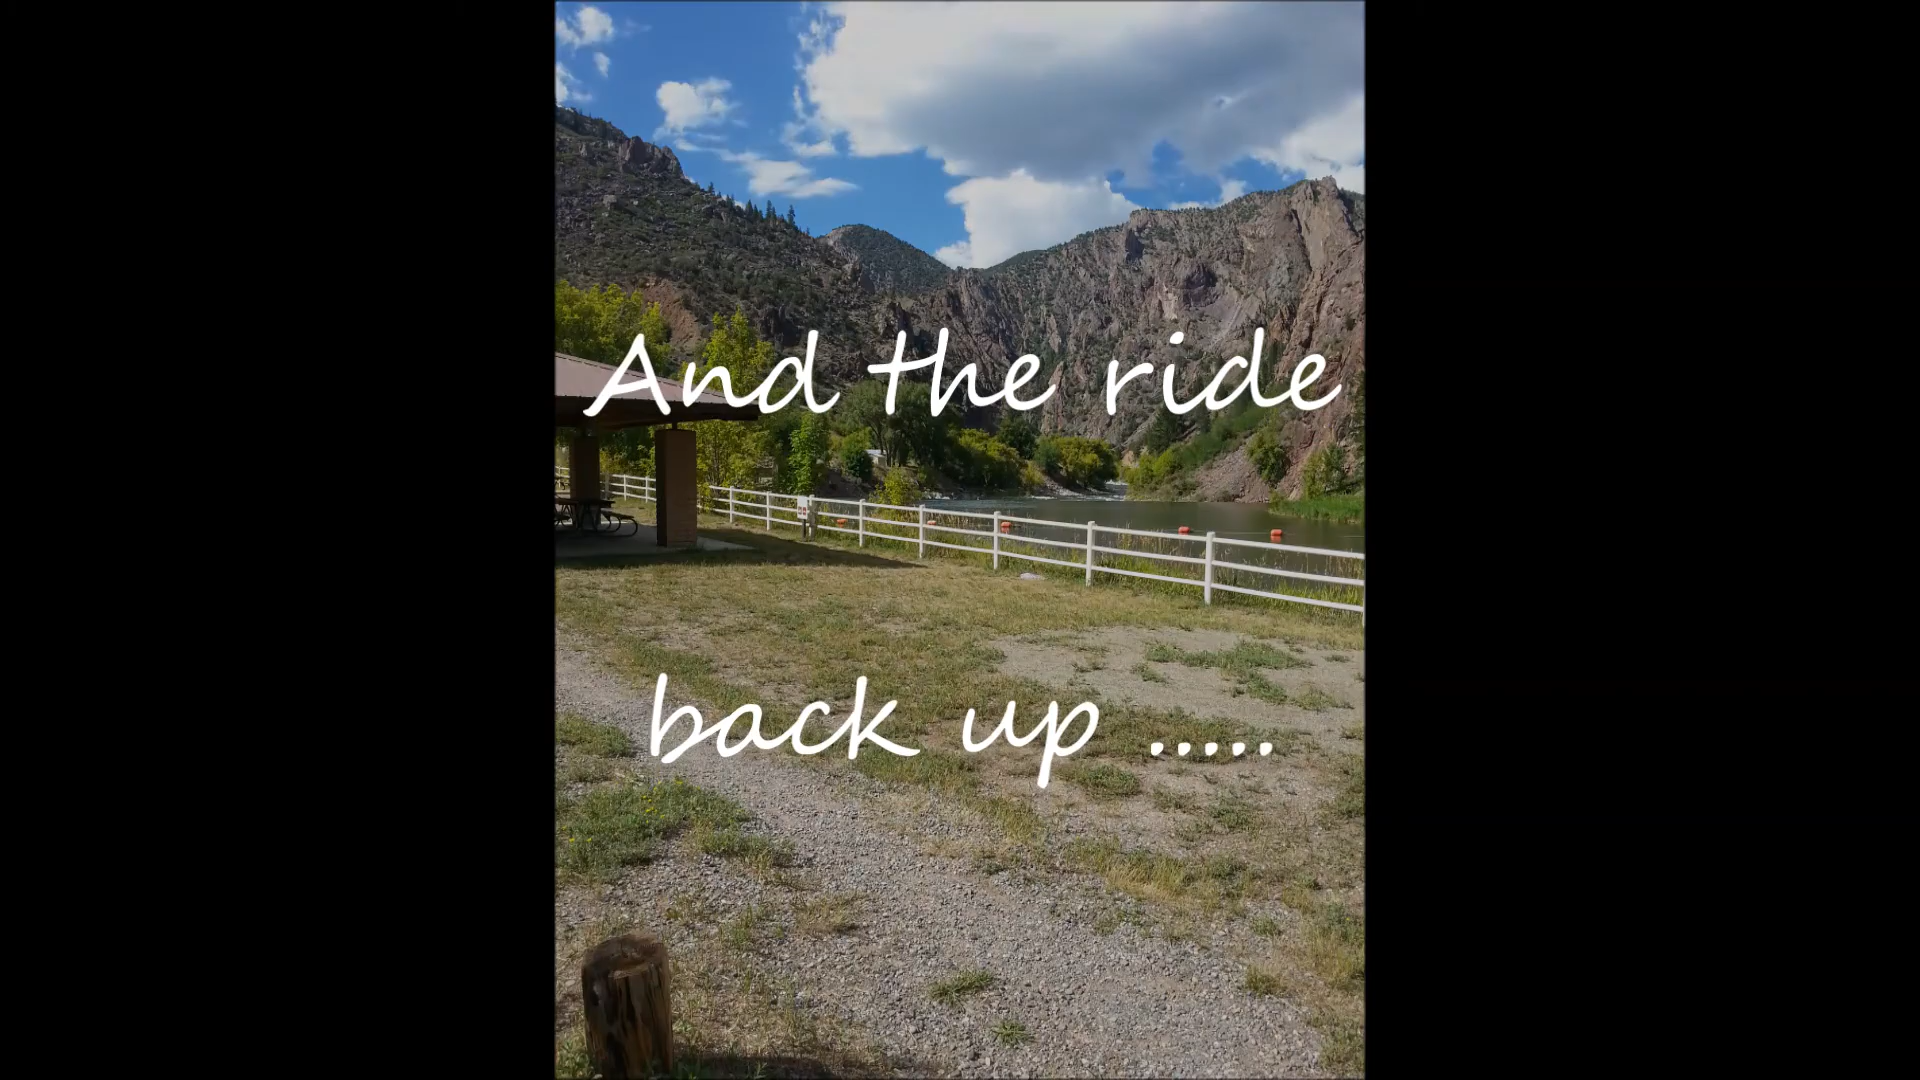 And the ride
back up .....